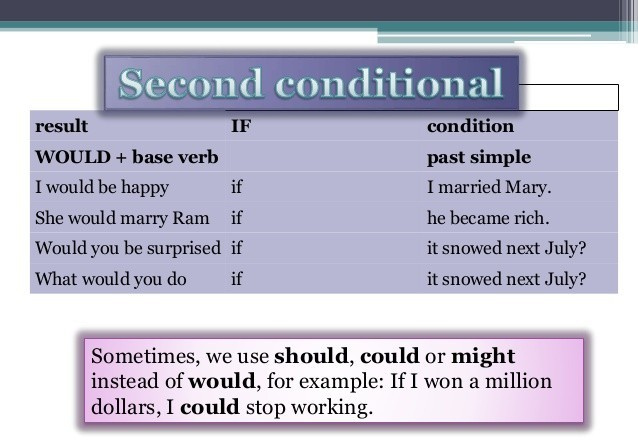 Second conditional
result IF condition
WOULD + base verb past simple
I would be happy if I married Mary.
She would marry Ram if he became rich.
Would you be surprised if it snowed next July?
What would you do if it snowed next July?
Sometimes, we use should, could or might
instead of would, for example: If I won a million
dollars, I could stop working.